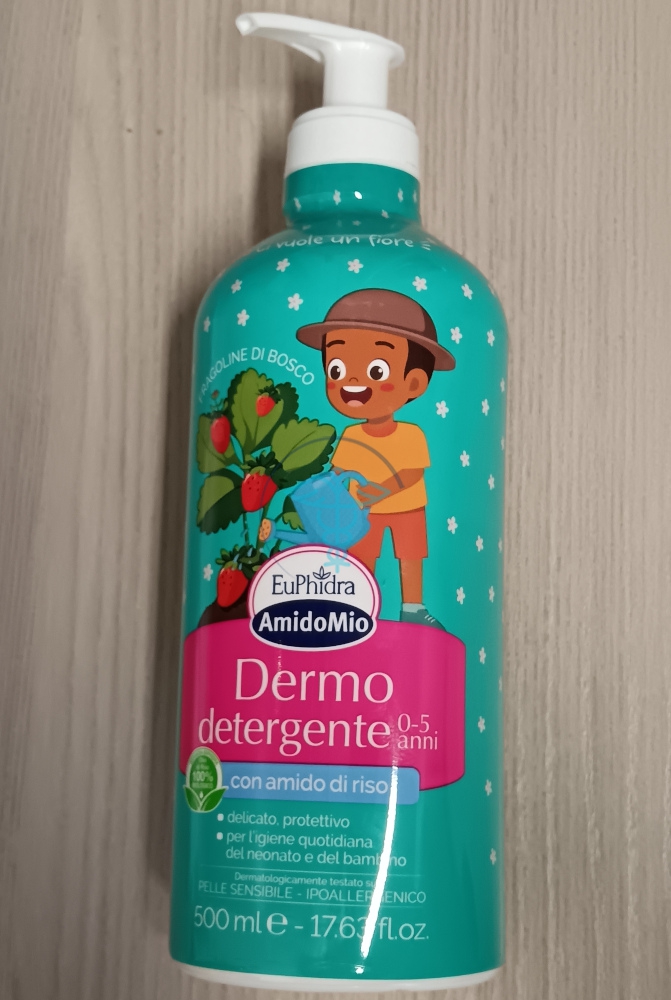 vuole un fiore
FRAGOLINE DI BOSCO
EuPhidra
AmidoMio
Dermo
detergente 0-5 anni
con amido di riso
100%
• delicato, protettivo
• per l'igiene quotidiana
del neonato e del bambino
Dermatologicamente testato su
PELLE SENSIBILE - IPOALLERGENICO
500 ml e - 17.63 fl.oz.